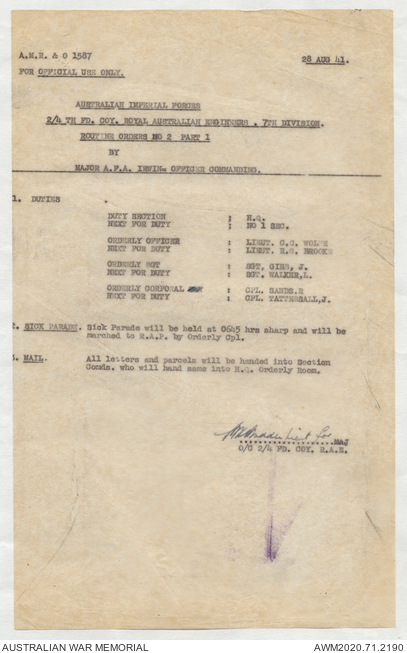 A.M.R. & O 1587 28 AUG 41.
FOR OFFICIAL USE ONLY.
AUSTRALIAN IMPERIAL FORCES
2/4 TH FD. COY. ROYAL AUSTRALIAN ENGINEERS . 7TH DIVISION.
ROUTINE ORDERS NO 2 PART 1
BY
MAJOR A.F.A. IRWIN. OFFICER COMMANDING.
1. DUTIES
DUTY SECTION ; H.Q.
NEXT FOR DUTY ; NO 1 SEC.
ORDERLY OFFICER ; LIEUT. C.G.
NEXT FOR DUTY : LIEUT. R.S. BROOKS
ORDERLY SGT ; SGT. GINS, J.
NEXT FOR DUTY : SGT. WALKER, L.
ORDERLY CORPORAL : CPL. SANDS.R
NEXT FOR DUTY : CPL. TATTERSALL, J.
2. SICK PARADE. Sick Parade will be held at 0645 hrs sharp and will be
marched to R.A.P. by Orderly Cpl.
3. MAIL. All letters and parcels will be handed into Section
Comds. who will hand same into H.Q. Orderly Room.
Lieut for MAJ
O/C 2/4 FD. COY. R.A.E.
AUSTRALIAN WAR MEMORIAL AWM2020.71.2190